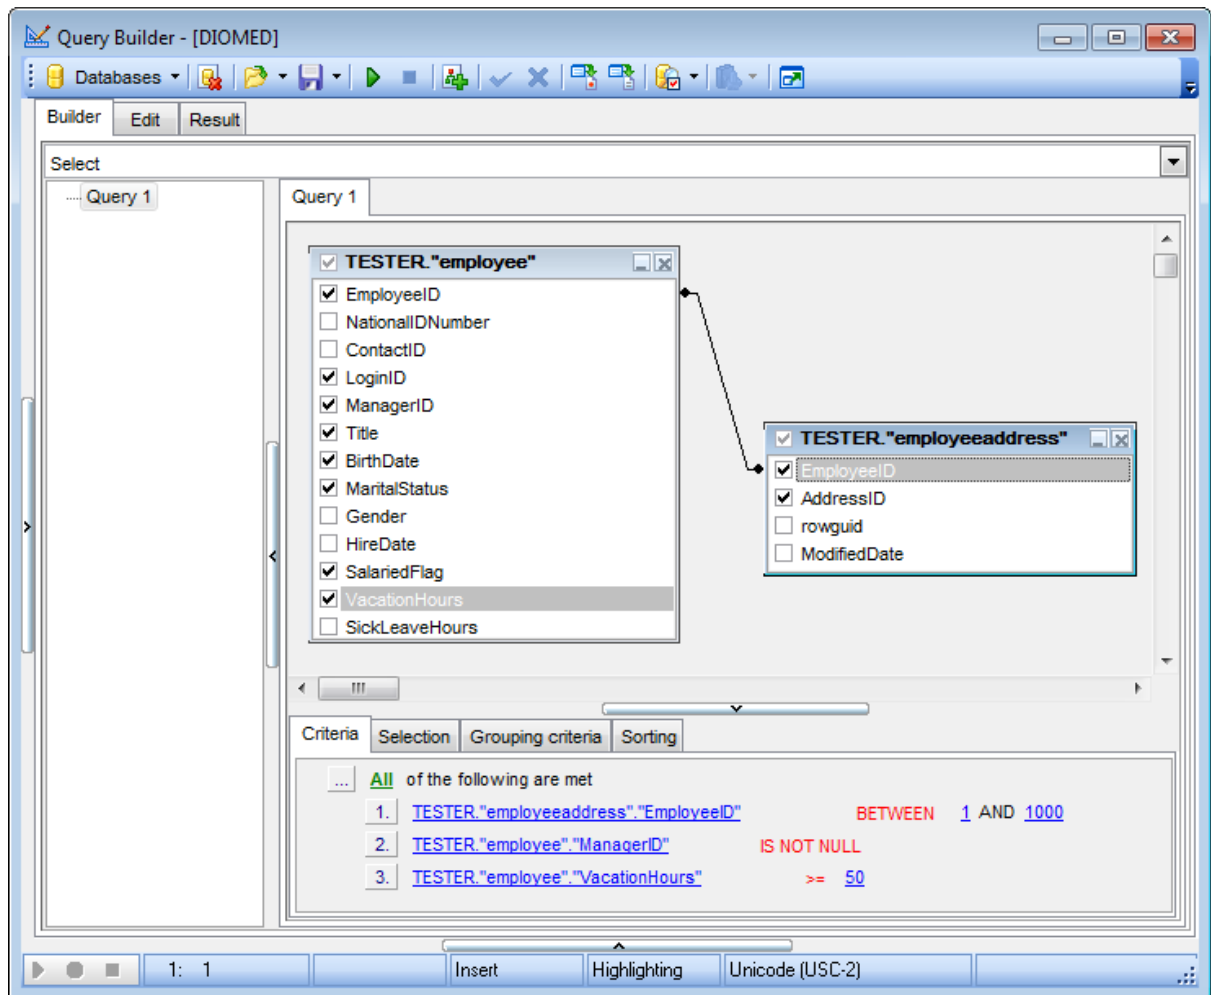 Query Builder - [DIOMED]
Databases
Builder Edit Result
Select
Query 1
Query 1
TESTER."employee"
EmployeeID
NationalIDNumber
ContactID
LoginID
ManagerID
Title
BirthDate
MaritalStatus
Gender
HireDate
SalariedFlag
VacationHours
SickLeaveHours
TESTER."employeeaddress"
EmployeeID
AddressID
rowguid
ModifiedDate
Criteria Selection Grouping criteria Sorting
... All of the following are met
1. TESTER."employeeaddress"."EmployeeID" BETWEEN 1 AND 1000
2. TESTER."employee"."ManagerID" IS NOT NULL
3. TESTER."employee"."VacationHours" >= 50
1: 1 Insert Highlighting Unicode (USC-2)